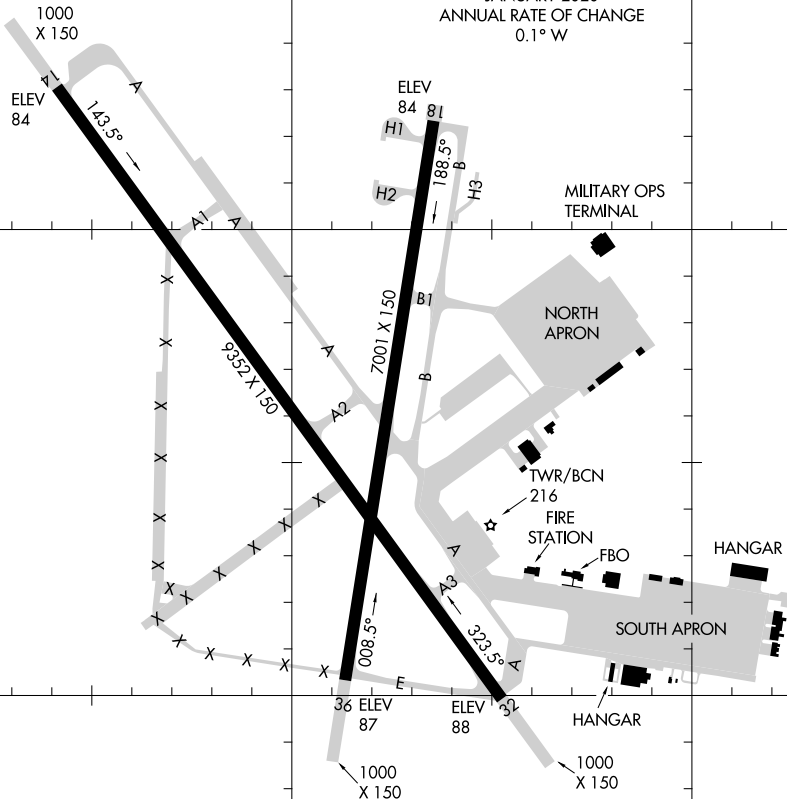 JANUARY 2020
ANNUAL RATE OF CHANGE
0.1° W
1000
X 150
14
ELEV
84
143.5°
A
ELEV
84
18
H1
188.5°
B
H2
H3
MILITARY OPS
TERMINAL
A1
A
X
B1
NORTH
APRON
7001 X 150
X
9352 X 150
A
B
X
A2
X
TWR/BCN
216
X
X
X
FIRE
STATION
X
A
FBO
HANGAR
X
X
X
X
A3
X
008.5°
323.5°
SOUTH APRON
X
X
X
X
X
A
E
36
ELEV
87
ELEV
88
32
HANGAR
1000
X 150
1000
X 150